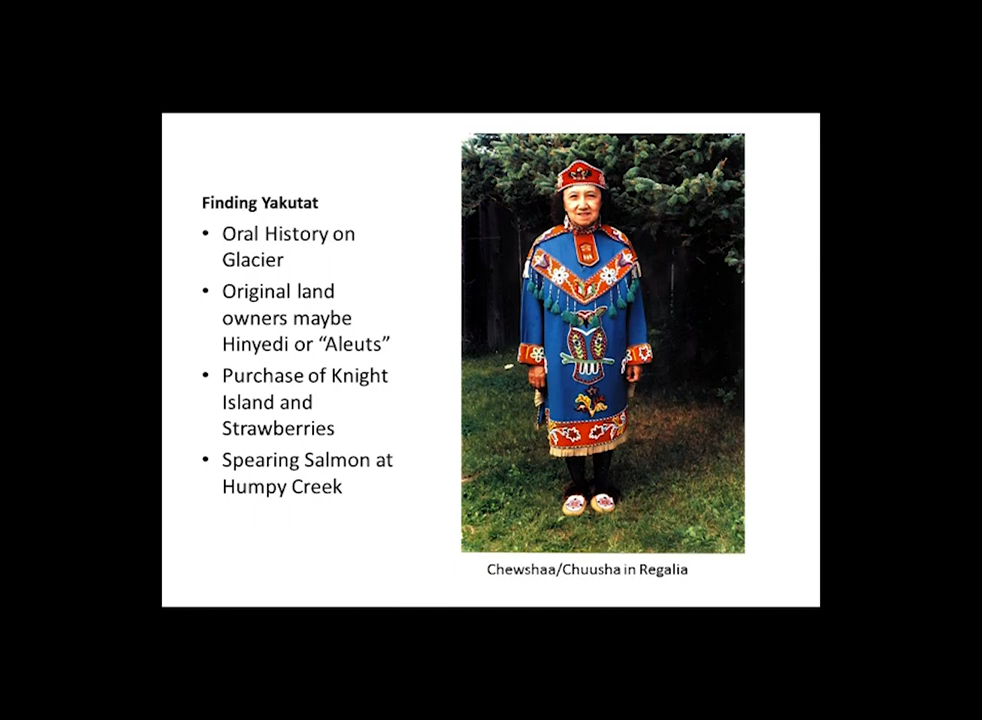 Finding Yakutat
• Oral History on
Glacier
• Original land
owners maybe
Hinyedi or “Aleuts”
• Purchase of Knight
Island and
Strawberries
• Spearing Salmon at
Humpy Creek
Chewshaa/Chuusha in Regalia